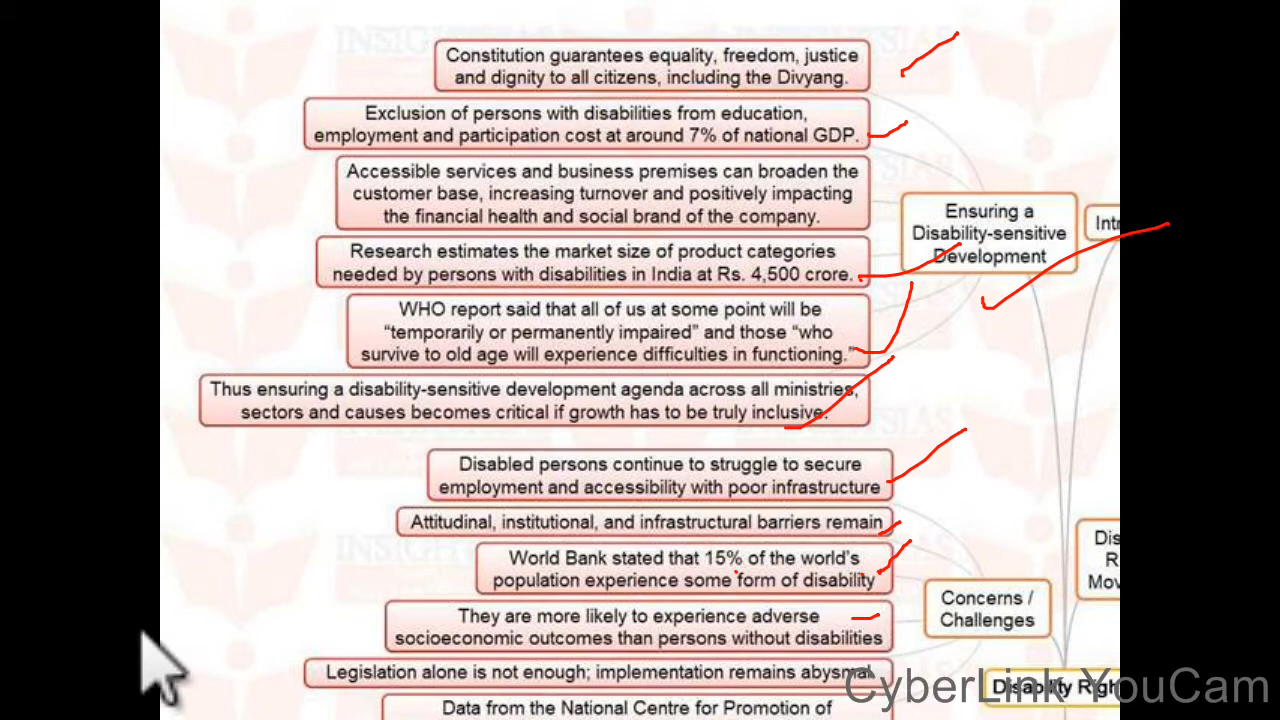 Constitution guarantees equality, freedom, justice
and dignity to all citizens, including the Divyang.
Exclusion of persons with disabilities from education,
employment and participation cost at around 7% of national GDP.
Accessible services and business premises can broaden the
customer base, increasing turnover and positively impacting
the financial health and social brand of the company.
Research estimates the market size of product categories
needed by persons with disabilities in India at Rs. 4,500 crore.
WHO report said that all of us at some point will be
“temporarily or permanently impaired” and those “who
survive to old age will experience difficulties in functioning.”
Thus ensuring a disability-sensitive development agenda across all ministries,
sectors and causes becomes critical if growth has to be truly inclusive.
Ensuring a
Disability-sensitive
Development
Intr
Disabled persons continue to struggle to secure
employment and accessibility with poor infrastructure
Attitudinal, institutional, and infrastructural barriers remain
World Bank stated that 15% of the world's
population experience some form of disability
They are more likely to experience adverse
socioeconomic outcomes than persons without disabilities
Legislation alone is not enough; implementation remains abysmal.
Data from the National Centre for Promotion of
Concerns /
Challenges
Dis
R
Mov
Disability Righ
CyberLink YouCam